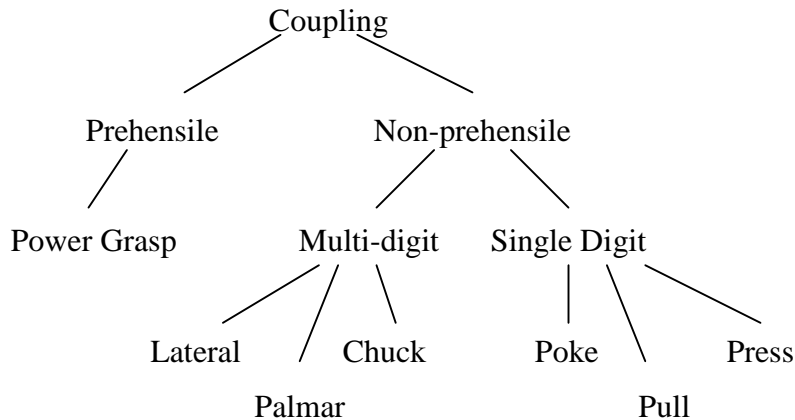 Coupling
Prehensile Non-prehensile
Power Grasp Multi-digit Single Digit
Lateral Chuck Poke Press
Palmar Pull